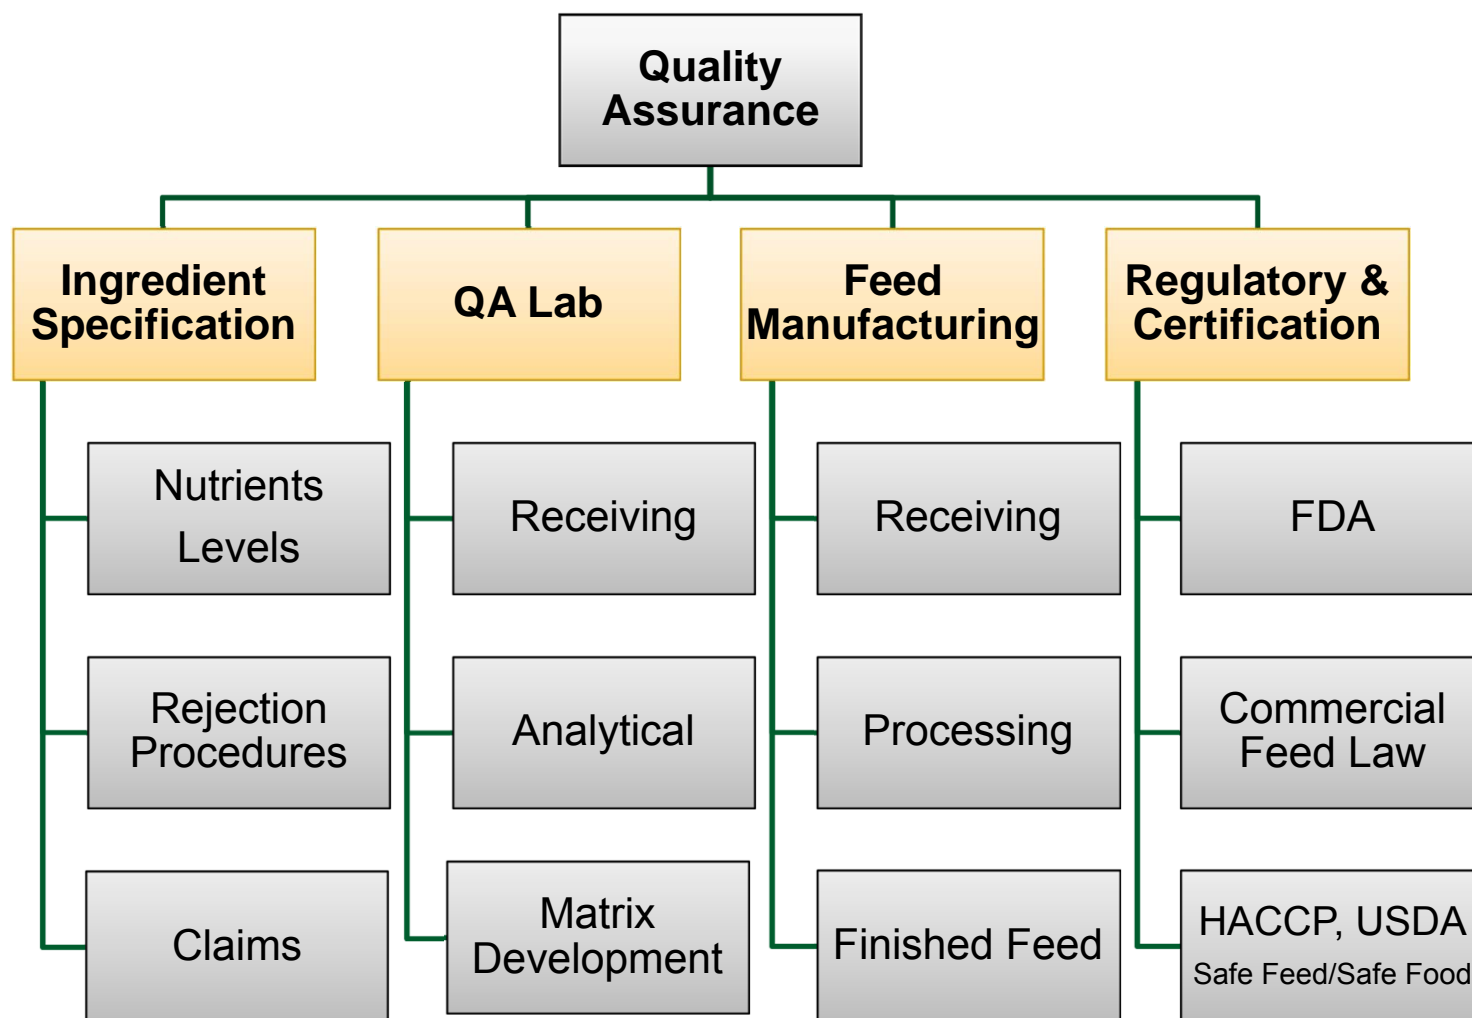 Quality
Assurance
Ingredient
Specification
QA Lab
Feed
Manufacturing
Regulatory &
Certification
Nutrients
Levels
Receiving
Receiving
FDA
Rejection
Procedures
Analytical
Processing
Commercial
Feed Law
Claims
Matrix
Development
Finished Feed
HACCP, USDA
Safe Feed/Safe Food